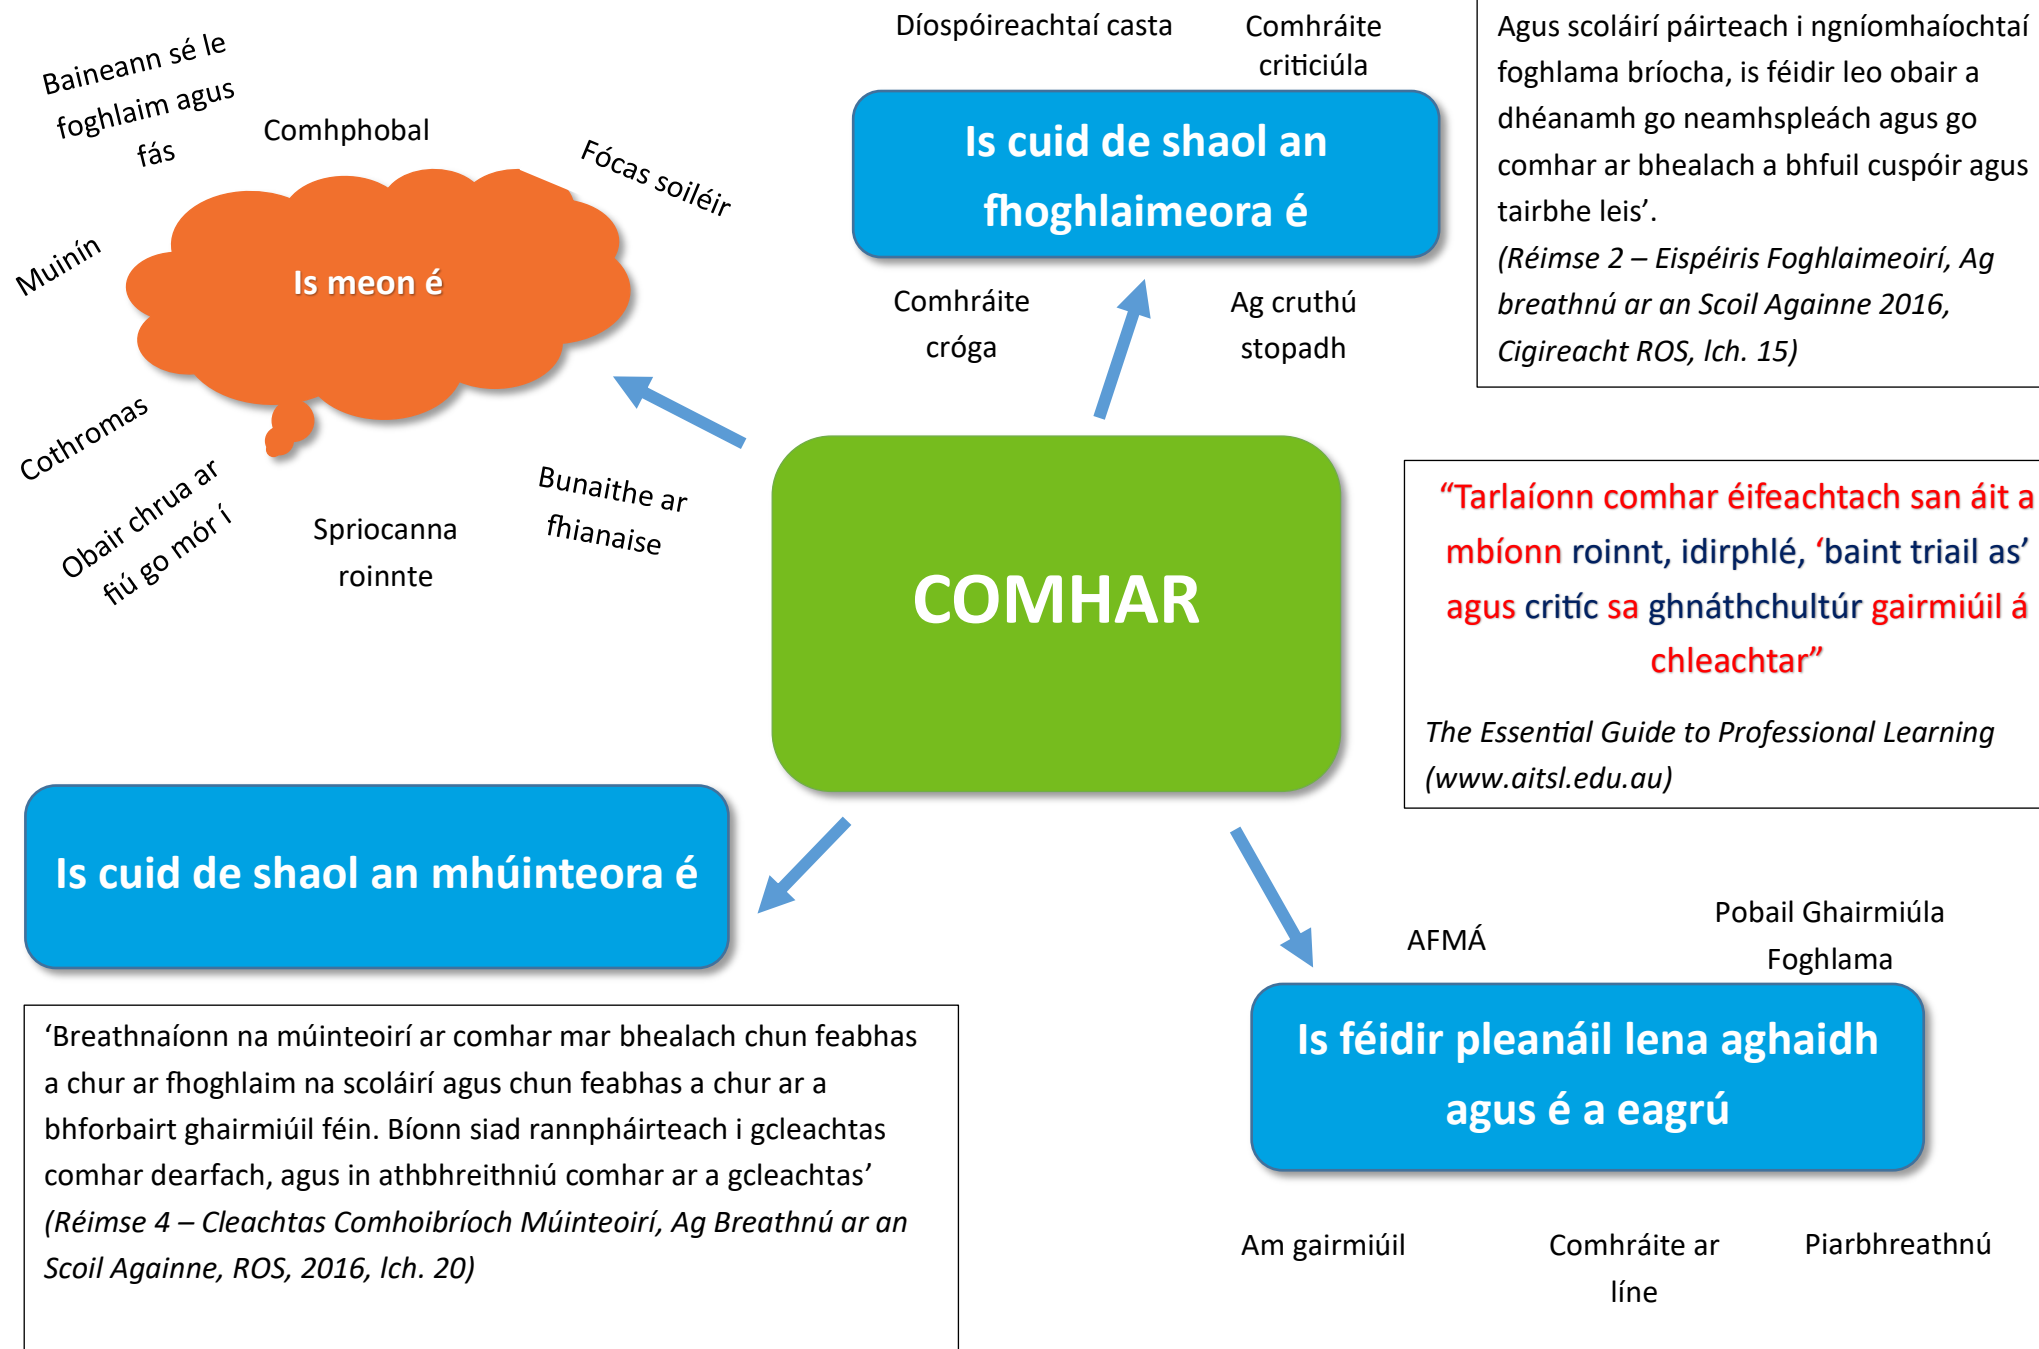 Baineann sé le
foghlaim agus
fás
Comhphobal
Fócas soiléir
Muinín
Is meon é
Cothromas
Obair chrua ar
fiú go mór í
Spriocanna
roinnte
Bunaithe ar
fhianaise
Díospóireachtaí casta
Comhráite
criticiúla
Is cuid de shaol an
fhoghlaimeora é
Comhráite
cróga
Ag cruthú
stopadh
Agus scoláirí páirteach i ngníomhaíochtaí
foghlama bríocha, is féidir leo obair a
dhéanamh go neamhspleách agus go
comhar ar bhealach a bhfuil cuspóir agus
tairbhe leis’.
(Réimse 2 – Eispéiris Foghlaimeoirí, Ag
breathnú ar an Scoil Againne 2016,
Cigireacht ROS, lch. 15)
COMHAR
“Tarlaíonn comhar éifeachtach san áit a
mbíonn roinnt, idirphlé, ‘baint triail as’
agus critíc sa ghnáthchultúr gairmiúil á
chleachtar”
The Essential Guide to Professional Learning
(www.aitsl.edu.au)
Is cuid de shaol an mhúinteora é
‘Breathnaíonn na múinteoirí ar comhar mar bhealach chun feabhas
a chur ar fhoghlaim na scoláirí agus chun feabhas a chur ar a
bhforbairt ghairmiúil féin. Bíonn siad rannpháirteach i gcleachtas
comhar dearfach, agus in athbhreithniú comhar ar a gcleachtas’
(Réimse 4 – Cleachtas Comhoibríoch Múinteoirí, Ag Breathnú ar an
Scoil Againne, ROS, 2016, lch. 20)
AFMÁ
Pobail Ghairmiúla
Foghlama
Is féidir pleanáil lena aghaidh
agus é a eagrú
Am gairmiúil
Comhráite ar
líne
Piarbhreathnú